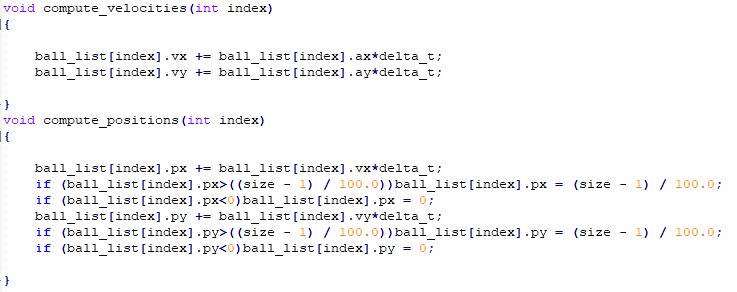 void compute_velocities(int index)
{
ball_list[index].vx += ball_list[index].ax*delta_t;
ball_list[index].vy += ball_list[index].ay*delta_t;
}
void compute_positions(int index)
{
ball_list[index].px += ball_list[index].vx*delta_t;
if (ball_list[index].px>((size - 1) / 100.0))ball_list[index].px = (size - 1) / 100.0;
if (ball_list[index].px<0)ball_list[index].px = 0;
ball_list[index].py += ball_list[index].vy*delta_t;
if (ball_list[index].py>((size - 1) / 100.0))ball_list[index].py = (size - 1) / 100.0;
if (ball_list[index].py<0)ball_list[index].py = 0;
}